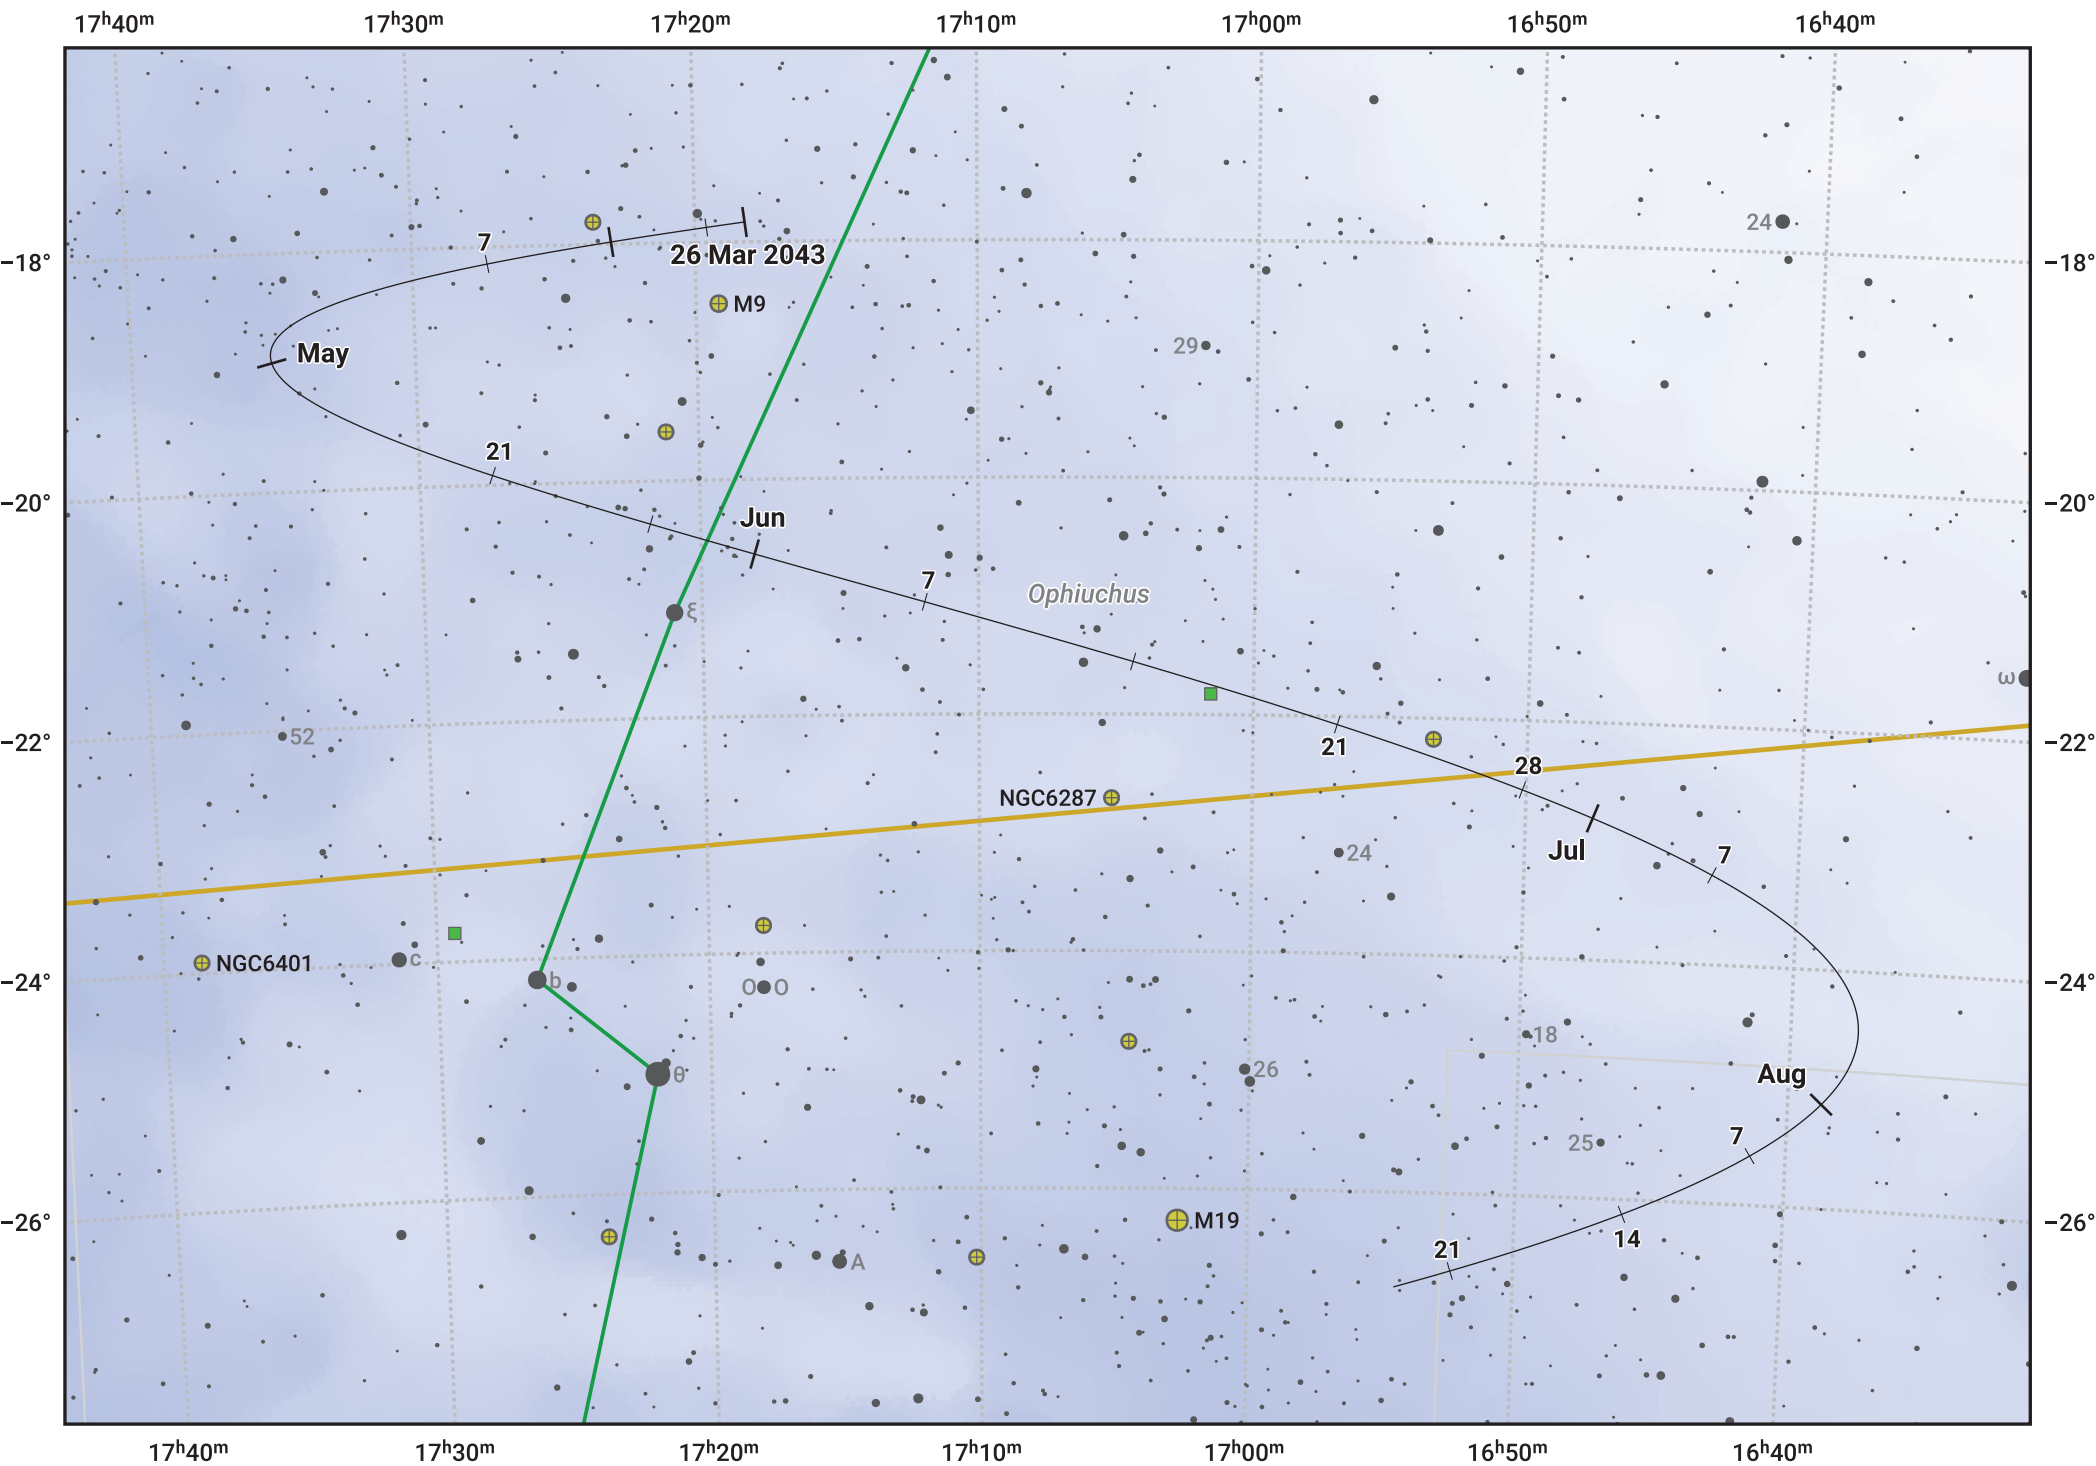 17ʰ40ᵐ 17ʰ30ᵐ 17ʰ20ᵐ 17ʰ10ᵐ 17ʰ00ᵐ 16ʰ50ᵐ 16ʰ40ᵐ
24
7
26 Mar 2043
−18° −18°
M9
29
May
21
−20° −20°
Jun
7
Ophiuchus
ξ
ω
52
−22° −22°
21
28
NGC6287
Jul
24
7
NGC6401
c
b
−24° −24°
O O
18
26
θ
Aug
7
25
M19
−26° −26°
14
21
A
17ʰ40ᵐ 17ʰ30ᵐ 17ʰ20ᵐ 17ʰ10ᵐ 17ʰ00ᵐ 16ʰ50ᵐ 16ʰ40ᵐ